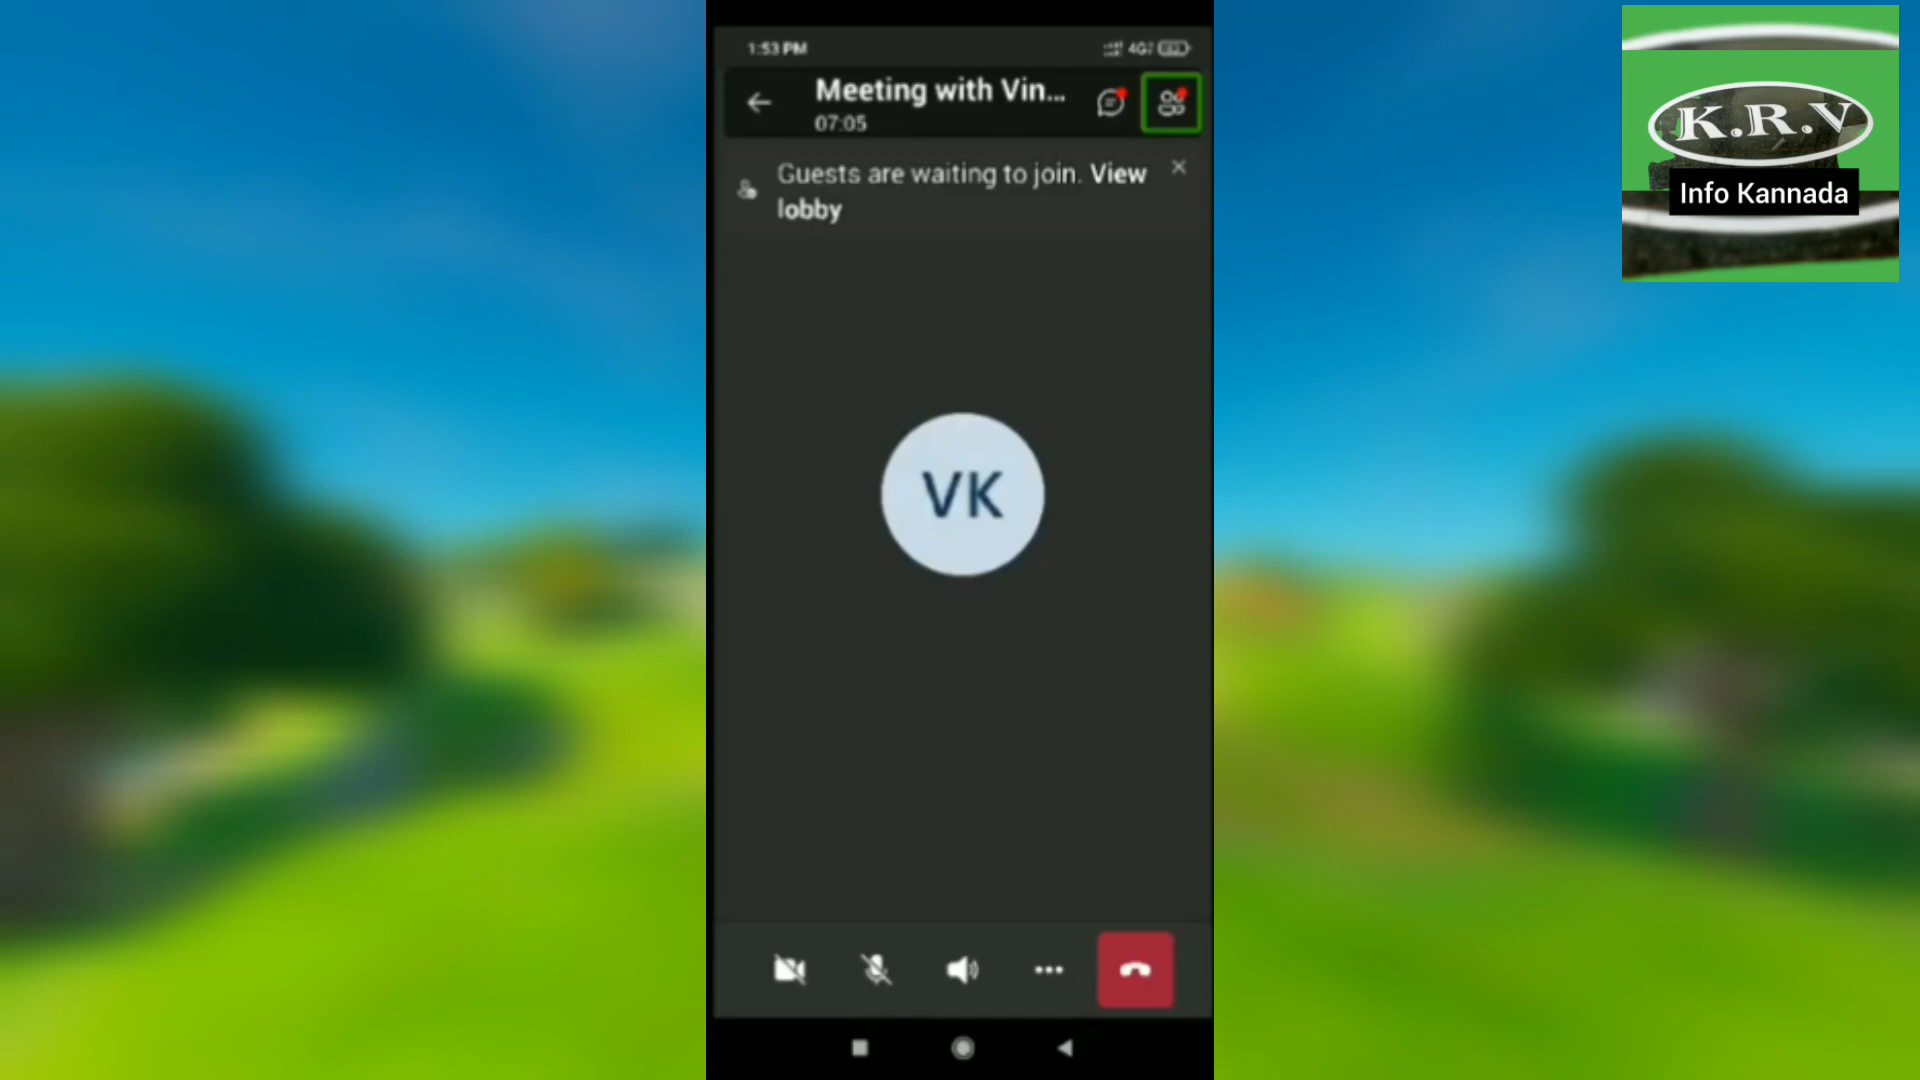 1:53 PM
4G
Meeting with Vin...
07:05
Guests are waiting to join. View
lobby
VK
K.R.V
Info Kannada